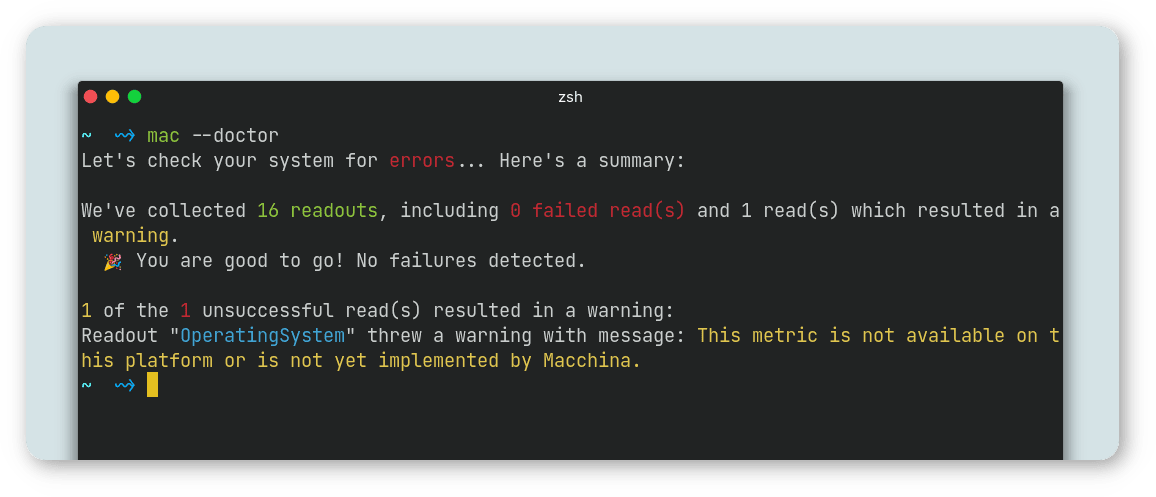 zsh
~ ⇝ mac --doctor
Let's check your system for errors... Here's a summary:
We've collected 16 readouts, including 0 failed read(s) and 1 read(s) which resulted in a
warning.
🎉 You are good to go! No failures detected.
1 of the 1 unsuccessful read(s) resulted in a warning:
Readout "OperatingSystem" threw a warning with message: This metric is not available on t
his platform or is not yet implemented by Macchina.
~ ⇝